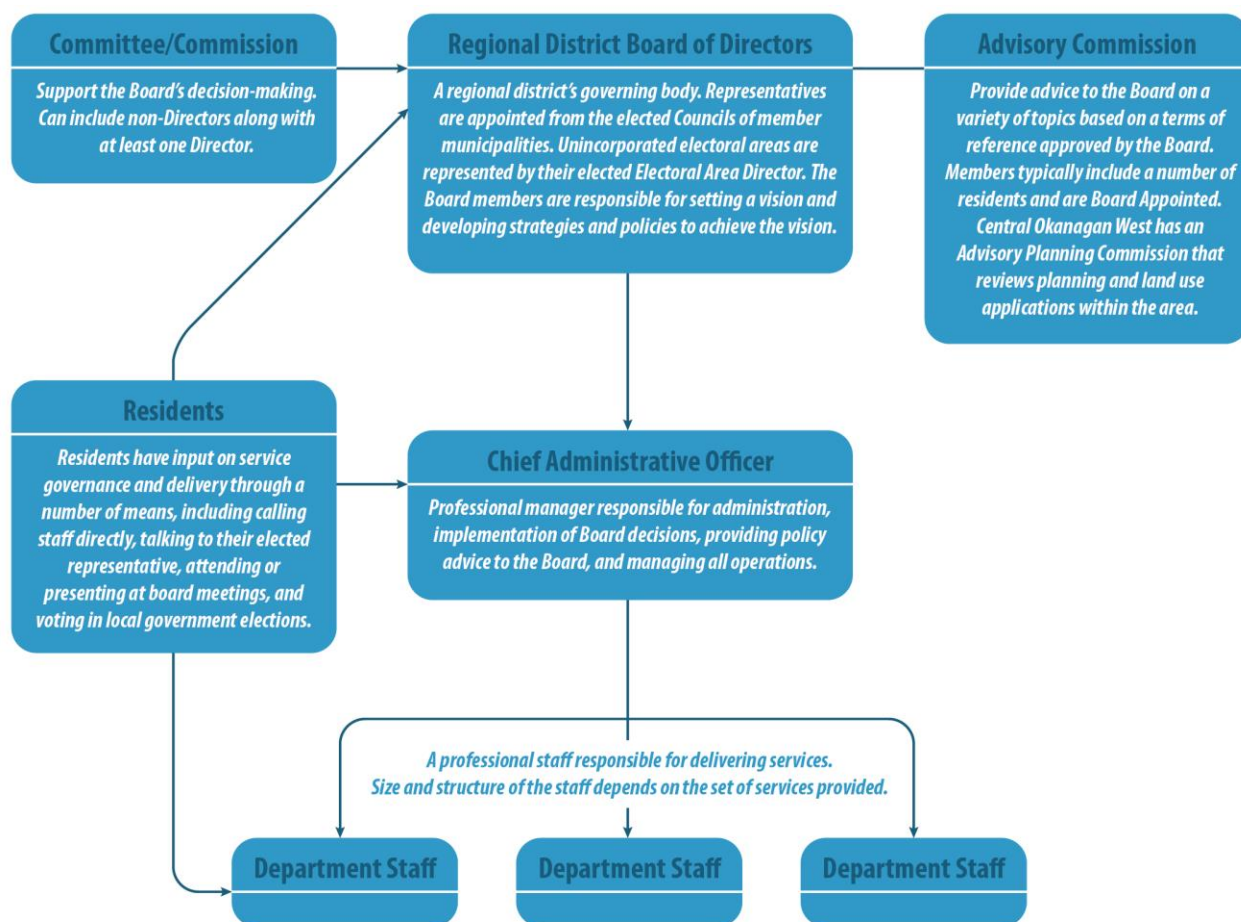 Committee/Commission
Support the Board's decision-making.
Can include non-Directors along with
at least one Director.
Regional District Board of Directors
A regional district's governing body. Representatives
are appointed from the elected Councils of member
municipalities. Unincorporated electoral areas are
represented by their elected Electoral Area Director. The
Board members are responsible for setting a vision and
developing strategies and policies to achieve the vision.
Advisory Commission
Provide advice to the Board on a
variety of topics based on a terms of
reference approved by the Board.
Members typically include a number of
residents and are Board Appointed.
Central Okanagan West has an
Advisory Planning Commission that
reviews planning and land use
applications within the area.
Residents
Residents have input on service
governance and delivery through a
number of means, including calling
staff directly, talking to their elected
representative, attending or
presenting at board meetings, and
voting in local government elections.
Chief Administrative Officer
Professional manager responsible for administration,
implementation of Board decisions, providing policy
advice to the Board, and managing all operations.
A professional staff responsible for delivering services.
Size and structure of the staff depends on the set of services provided.
Department Staff
Department Staff
Department Staff